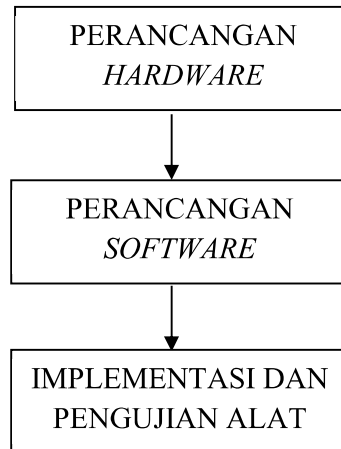 PERANCANGAN
HARDWARE
PERANCANGAN
SOFTWARE
IMPLEMENTASI DAN
PENGUJIAN ALAT